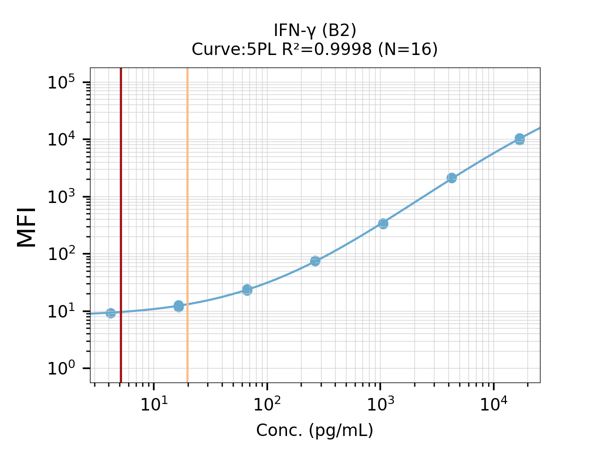 IFN-γ (B2)
Curve:5PL R²=0.9998 (N=16)
MFI
10⁵
10⁴
10³
10²
10¹
10⁰
10¹ 10² 10³ 10⁴
Conc. (pg/mL)